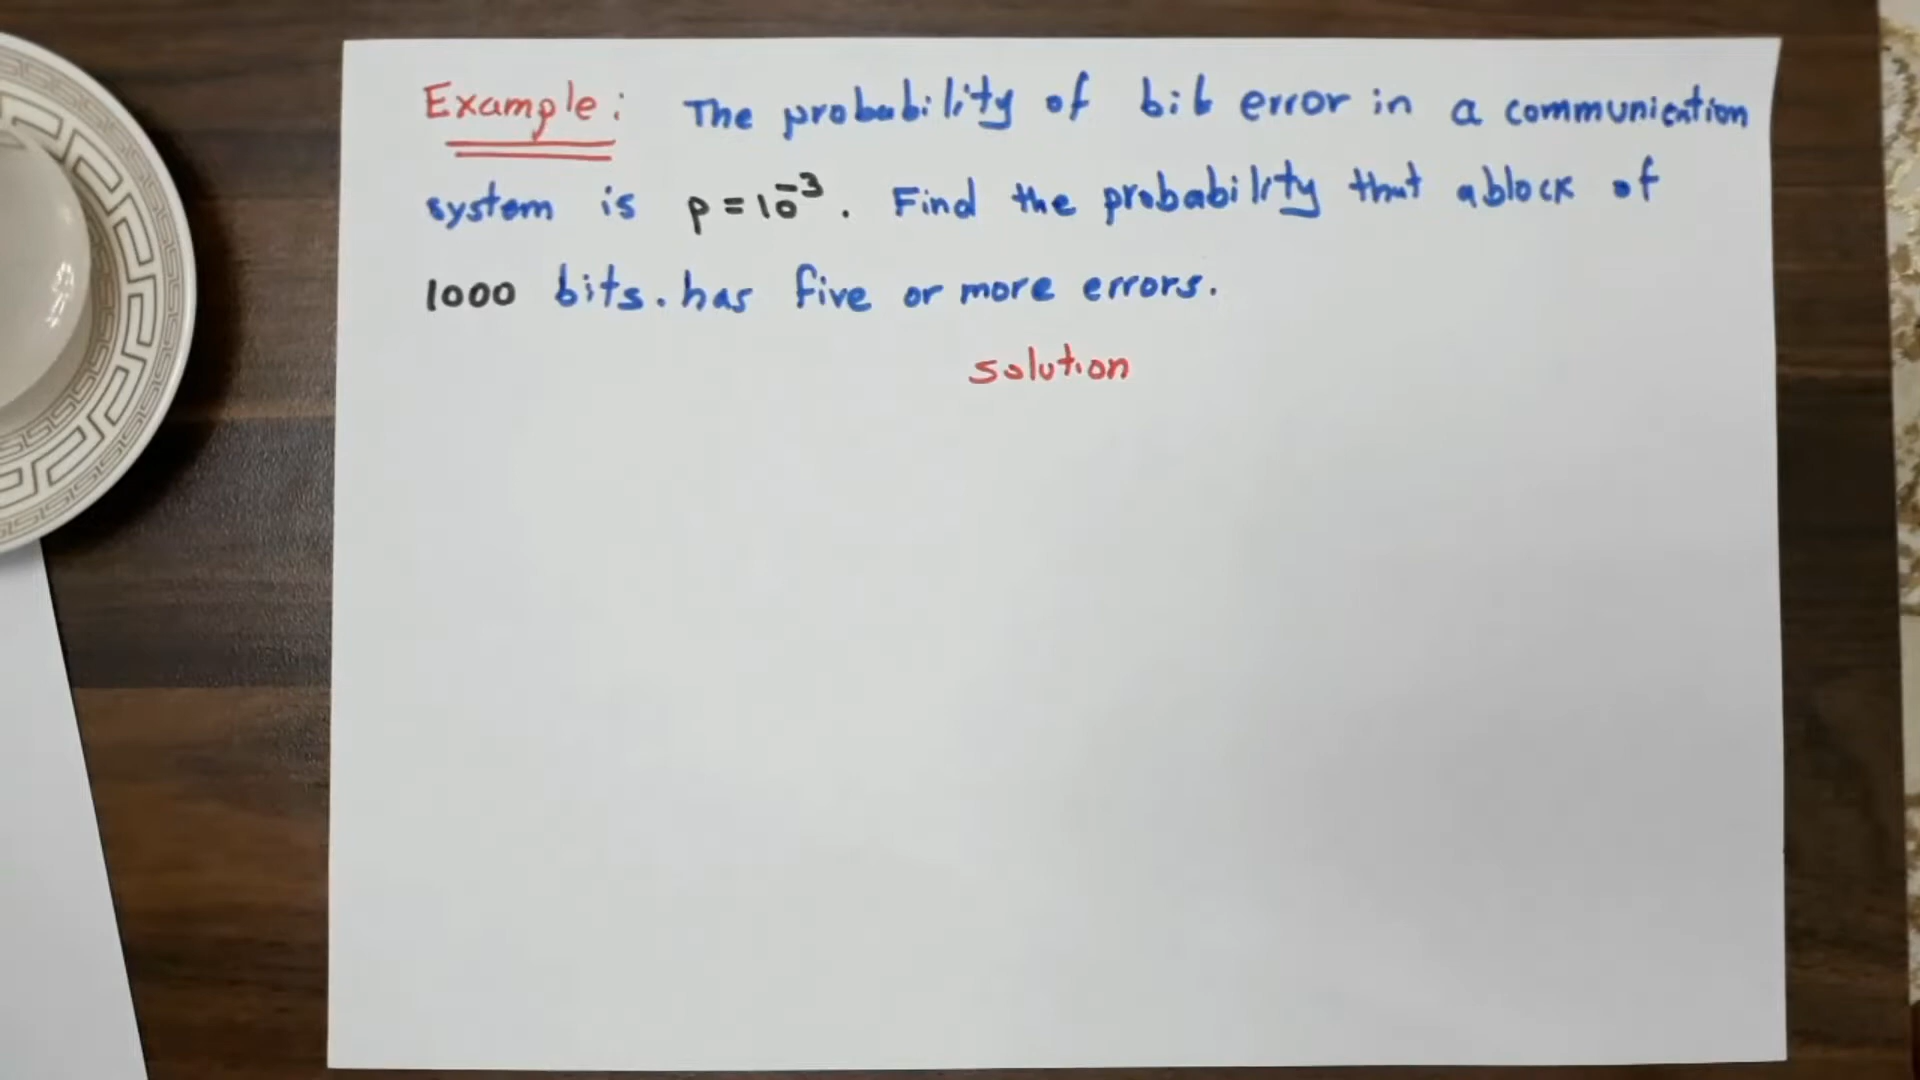 Example: The probability of bit error in a communication
system is p = 10⁻³. Find the probability that a block of
1000 bits. has five or more errors.
solution